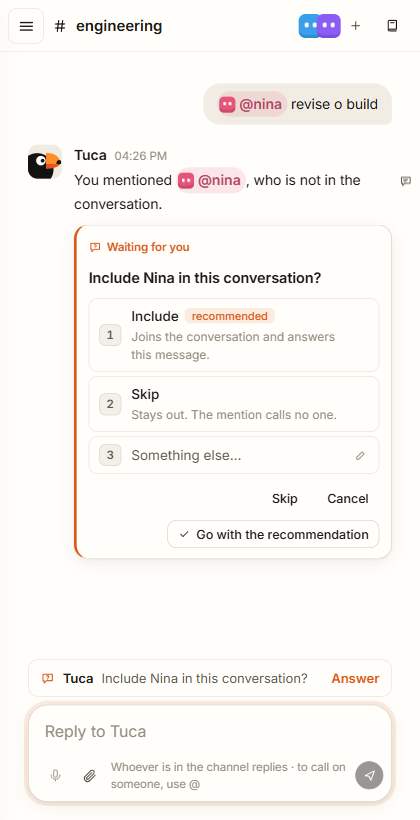 # engineering
@nina revise o build
Tuca 04:26 PM
You mentioned @nina, who is not in the
conversation.
Waiting for you
Include Nina in this conversation?
1 Include recommended
Joins the conversation and answers
this message.
2 Skip
Stays out. The mention calls no one.
3 Something else...
Skip Cancel
Go with the recommendation
Tuca Include Nina in this conversation? Answer
Reply to Tuca
Whoever is in the channel replies · to call on
someone, use @